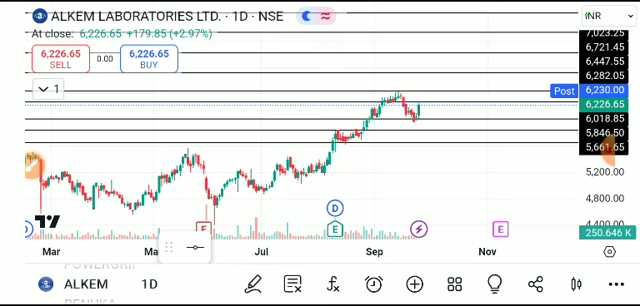 ALKEM LABORATORIES LTD. · 1D · NSE
INR
At close: 6,226.65 +179.85 (+2.97%)
6,226.65 SELL
0.00
6,226.65 BUY
1
7,023.25
6,721.45
6,447.55
6,282.05
Post 6,230.00
6,226.65
6,018.85
5,846.50
5,661.65
5,200.00
4,800.00
4,400.00
250.646 K
D
E
E
E
Mar
Jul
Sep
Nov
ALKEM 1D